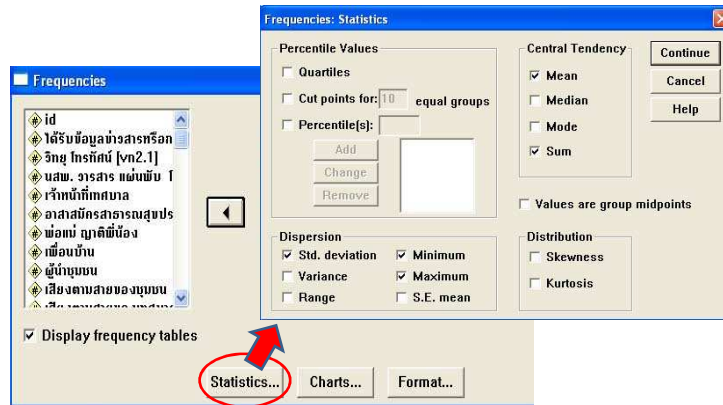 Frequencies: Statistics
Percentile Values
Quartiles
Cut points for: 10 equal groups
Percentile(s):
Add
Change
Remove
Central Tendency
Mean
Median
Mode
Sum
Continue
Cancel
Help
Values are group midpoints
Dispersion
Std. deviation
Minimum
Variance
Maximum
Range
S.E. mean
Distribution
Skewness
Kurtosis
Frequencies
id
ได้รับข้อมูลข่าวสารหรือก
วิทยุ โทรทัศน์ [vn2.1]
นสพ. วารสาร แผ่นพับ โ
เจ้าหน้าที่เทศบาล
อาสาสมัครสาธารณสุขประ
พ่อแม่ ญาติพี่น้อง
เพื่อนบ้าน
ผู้นำชุมชน
เสียงตามสายของชุมชน
Display frequency tables
Statistics...
Charts...
Format...